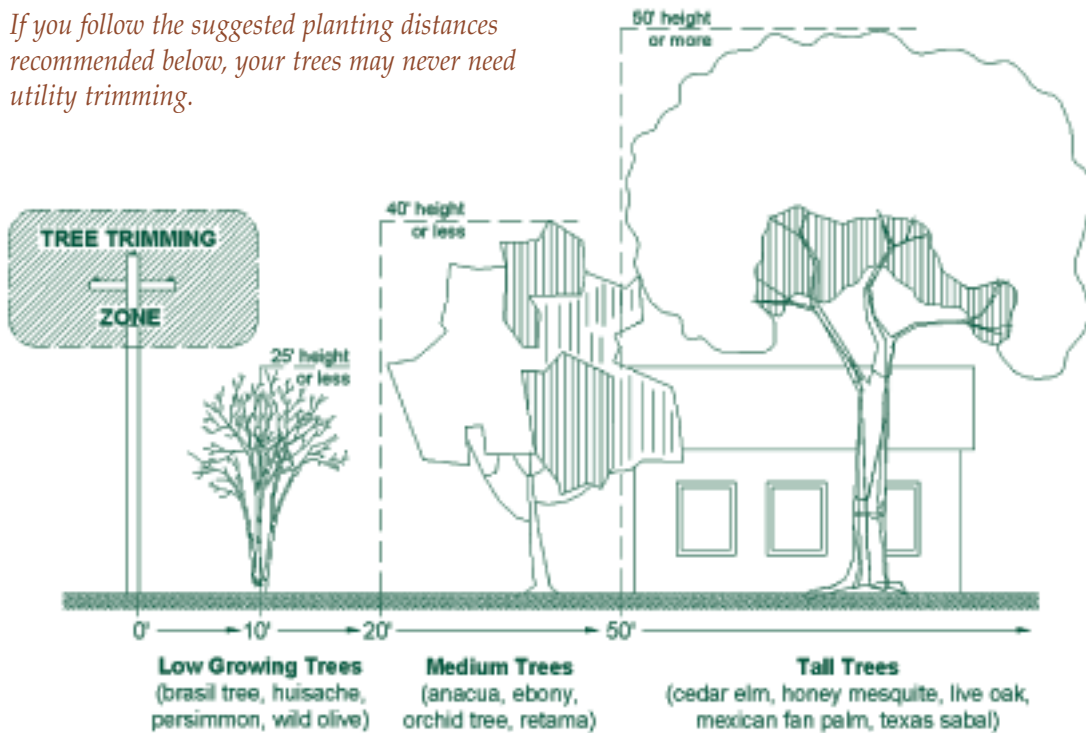 If you follow the suggested planting distances
recommended below, your trees may never need
utility trimming.
50' height
or more
40' height
or less
TREE TRIMMING
ZONE
25' height
or less
0' 10' 20' 50'
Low Growing Trees
(brasil tree, huisache,
persimmon, wild olive)
Medium Trees
(anacua, ebony,
orchid tree, retama)
Tall Trees
(cedar elm, honey mesquite, live oak,
mexican fan palm, texas sabal)